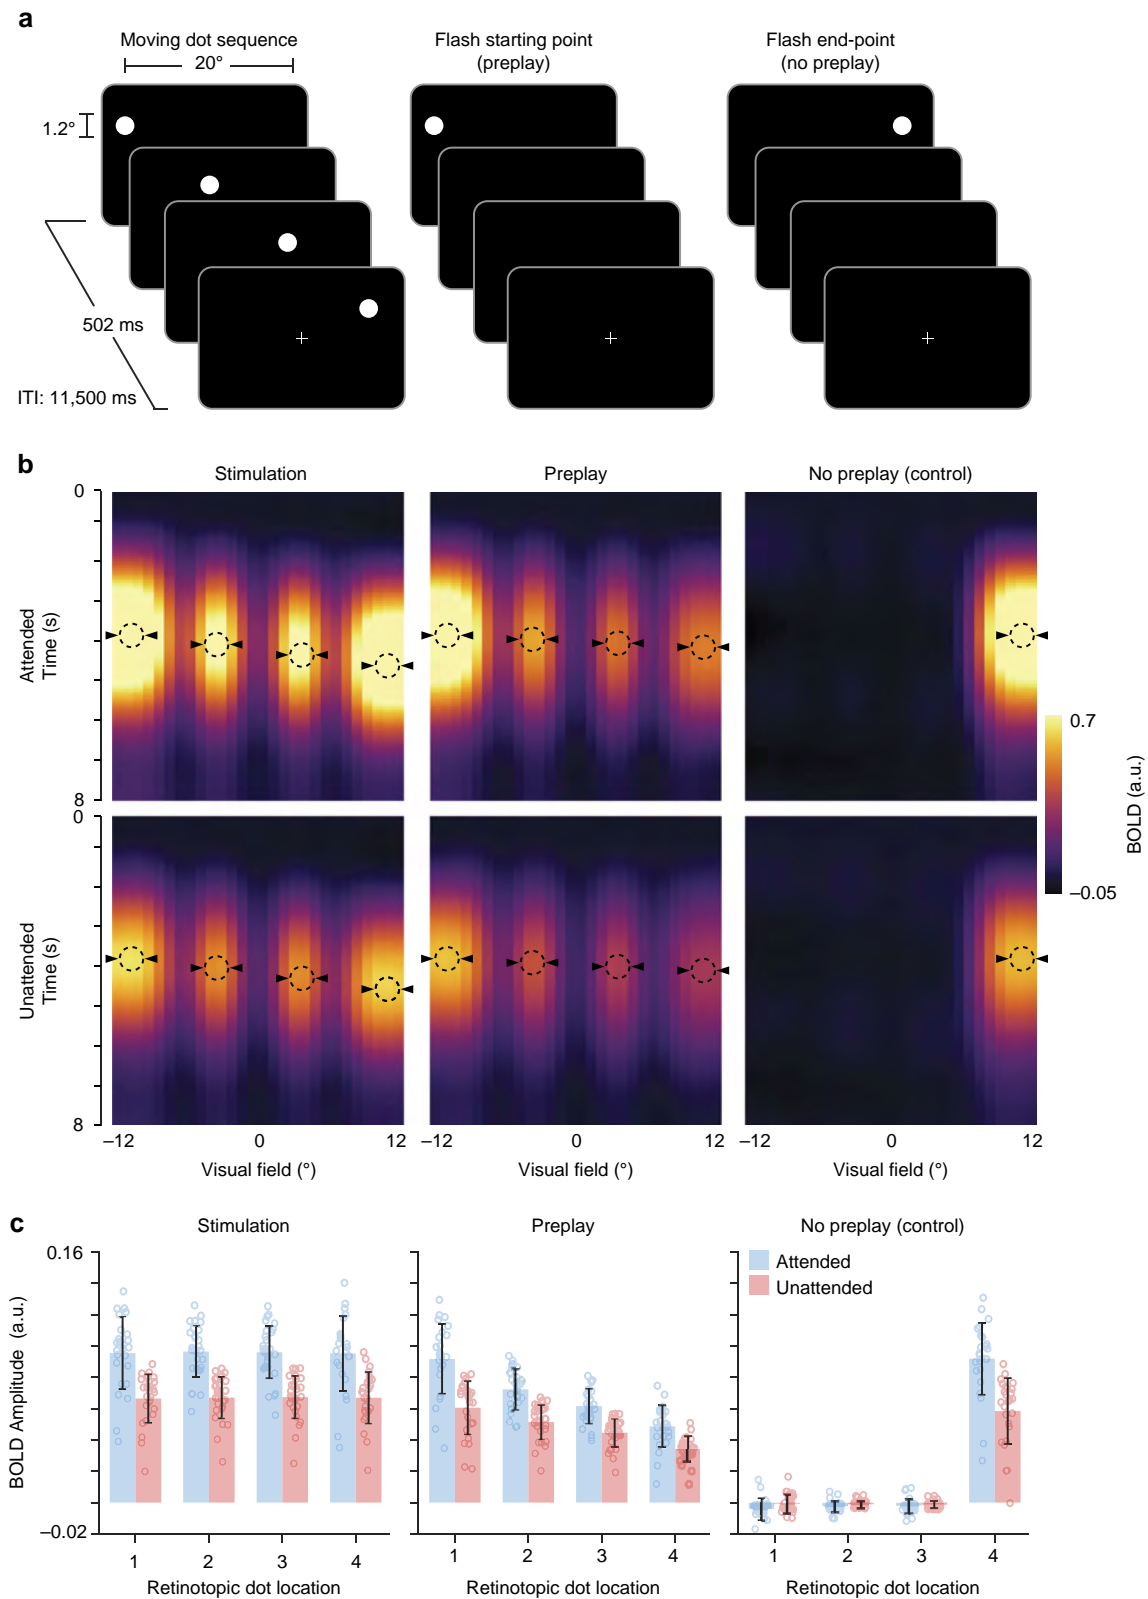 a
Moving dot sequence
20°
Flash starting point
(preplay)
Flash end-point
(no preplay)
1.2°
502 ms
ITI: 11,500 ms
b
Stimulation
Preplay
No preplay (control)
0
Attended
Time (s)
8
0
Unattended
Time (s)
8
0.7
–0.05
BOLD (a.u.)
–12
0
12
–12
0
12
–12
0
12
Visual field (°)
Visual field (°)
Visual field (°)
c
Stimulation
Preplay
No preplay (control)
0.16
Attended
Unattended
BOLD Amplitude (a.u.)
–0.02
1
2
3
4
1
2
3
4
1
2
3
4
Retinotopic dot location
Retinotopic dot location
Retinotopic dot location